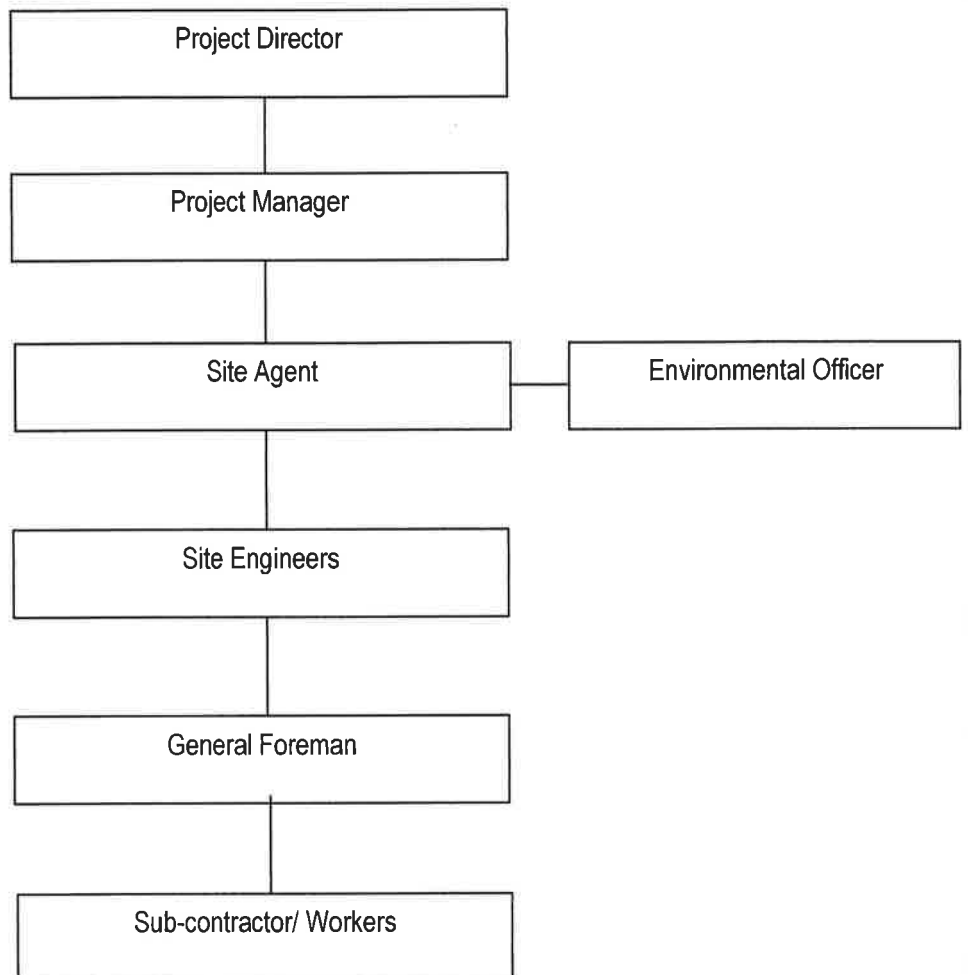 Project Director
Project Manager
Site Agent
Environmental Officer
Site Engineers
General Foreman
Sub-contractor/ Workers